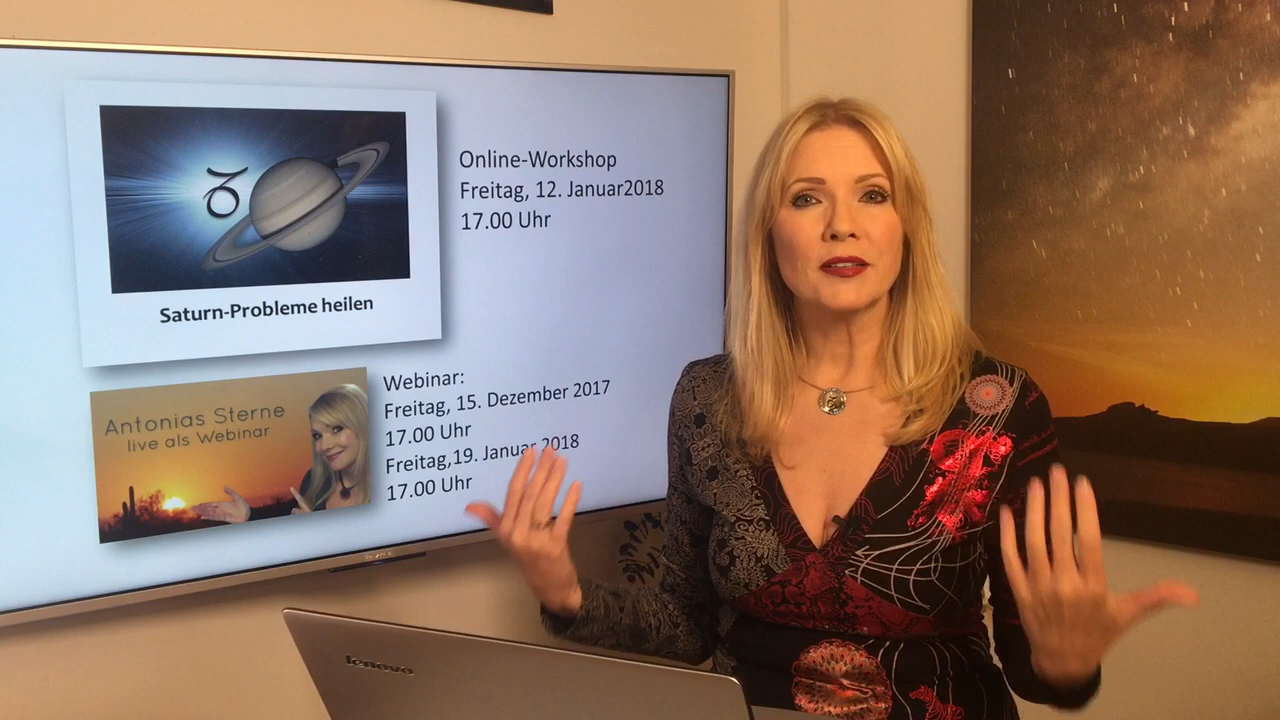 Online-Workshop
Freitag, 12. Januar2018
17.00 Uhr
Saturn-Probleme heilen
Antonias Sterne
live als Webinar
Webinar:
Freitag, 15. Dezember 2017
17.00 Uhr
Freitag,19. Januar 2018
17.00 Uhr
SONY
lenovo